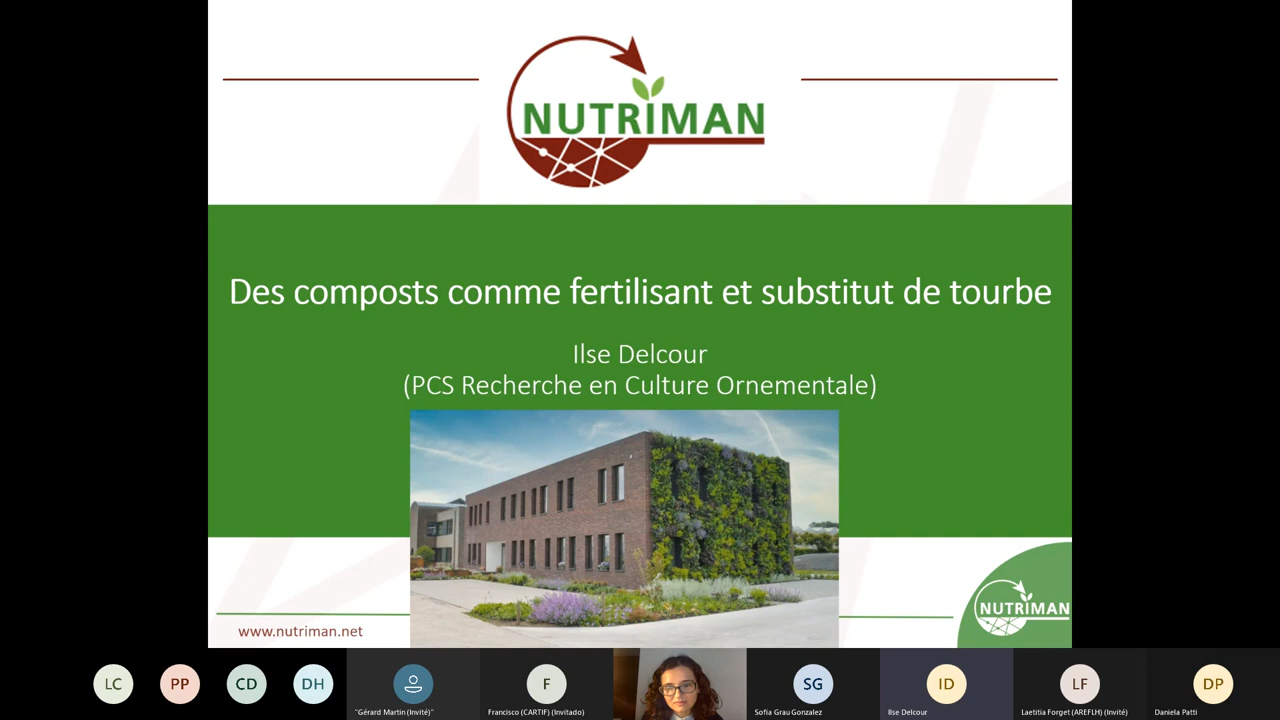 NUTRIMAN
Des composts comme fertilisant et substitut de tourbe
Ilse Delcour
(PCS Recherche en Culture Ornementale)
www.nutriman.net
NUTRIMAN
LC
PP
CD
DH
F
SG
ID
LF
DP
"Gérard Martin (Invité)"
Francisco (CARTIF) (Invitado)
Sofia Grau Gonzalez
Ilse Delcour
Laetitia Forget (AREFLH) (Invité)
Daniela Patti